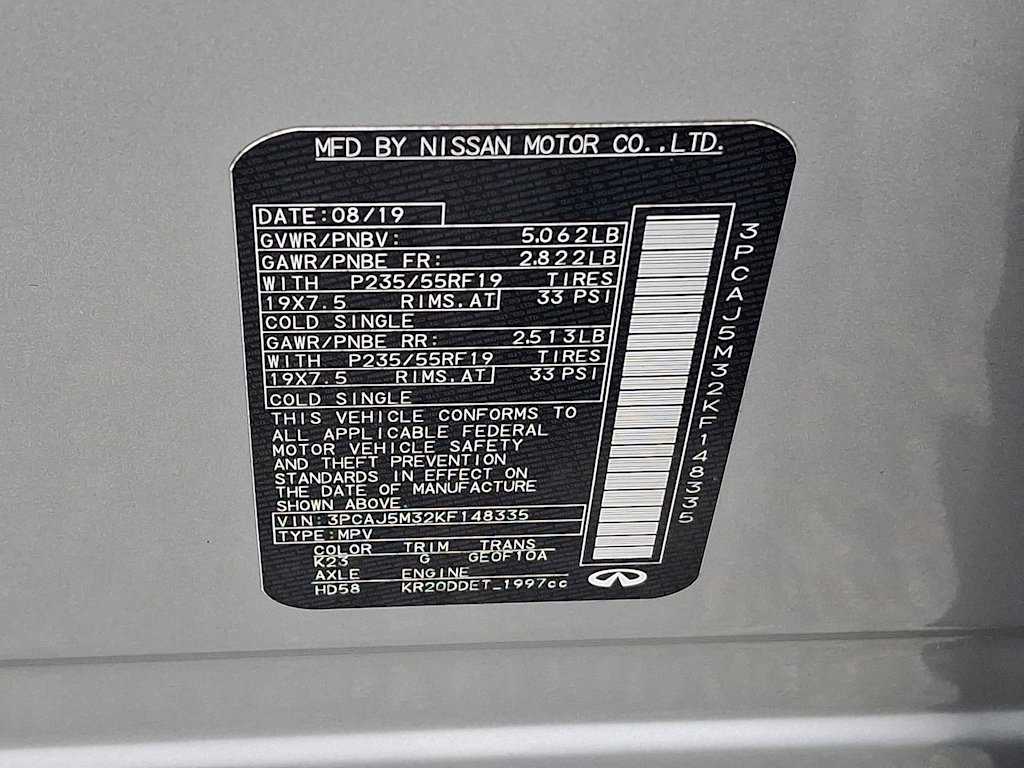 MFD BY NISSAN MOTOR CO.,LTD.
DATE:08/19
GVWR/PNBV: 5.062LB
GAWR/PNBE FR: 2.822LB
WITH P235/55RF19 TIRES
19X7.5 RIMS.AT 33 PSI
COLD SINGLE
GAWR/PNBE RR: 2.513LB
WITH P235/55RF19 TIRES
19X7.5 RIMS.AT 33 PSI
COLD SINGLE
THIS VEHICLE CONFORMS TO
ALL APPLICABLE FEDERAL
MOTOR VEHICLE SAFETY
AND THEFT PREVENTION
STANDARDS IN EFFECT ON
THE DATE OF MANUFACTURE
SHOWN ABOVE.
VIN:3PCAJ5M32KF148335
TYPE:MPV
COLOR TRIM TRANS
K23 G GE0F10A
AXLE ENGINE
HD58 KR20DDET_1997cc
3PCAJ5M32KF148335